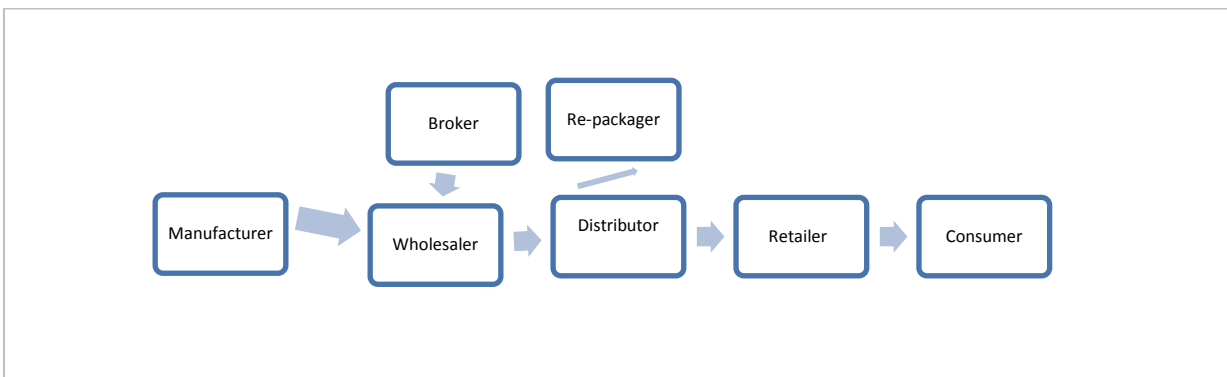 Broker
Re-packager
Manufacturer
Wholesaler
Distributor
Retailer
Consumer